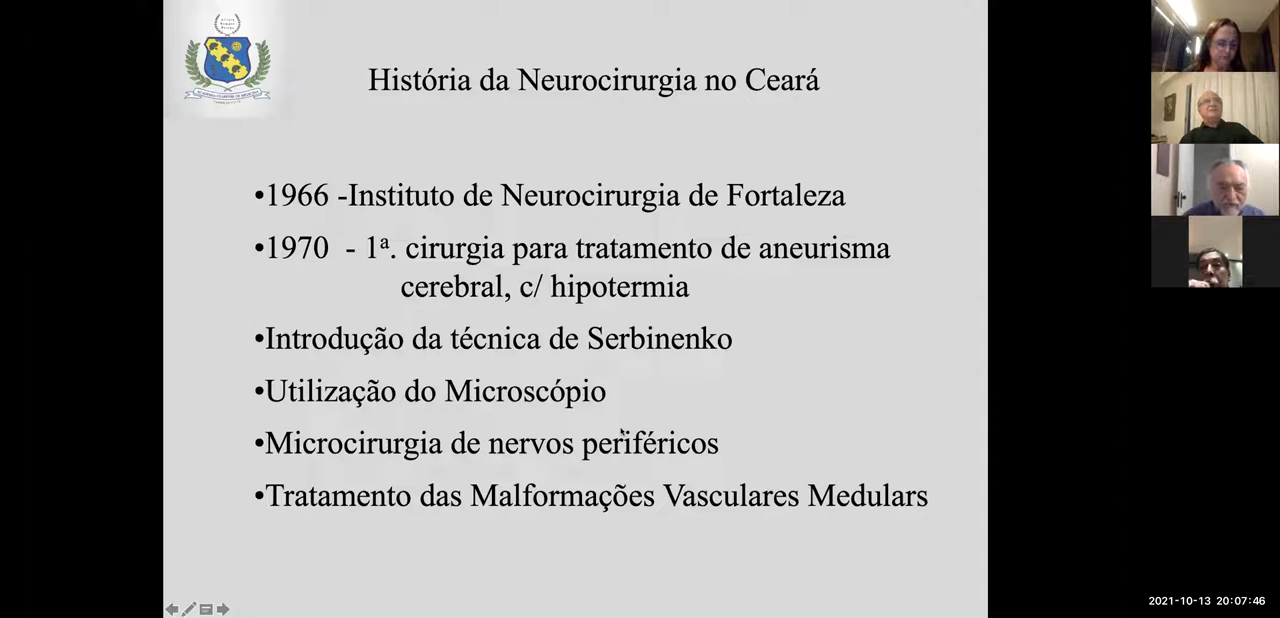 História da Neurocirurgia no Ceará
•1966 -Instituto de Neurocirurgia de Fortaleza
•1970 - 1ª. cirurgia para tratamento de aneurisma
cerebral, c/ hipotermia
•Introdução da técnica de Serbinenko
•Utilização do Microscópio
•Microcirurgia de nervos periféricos
•Tratamento das Malformações Vasculares Medulars
2021-10-13 20:07:46